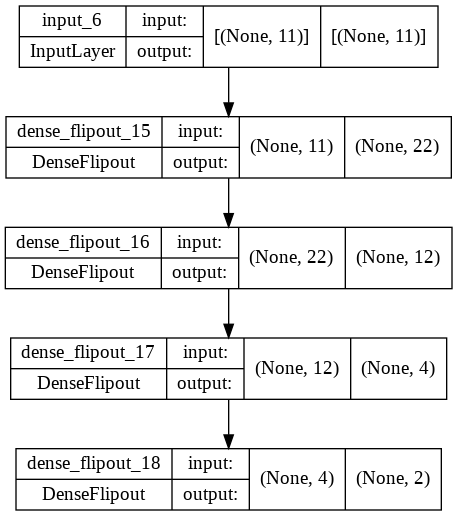 input_6 input: [(None, 11)] [(None, 11)]
InputLayer output:
dense_flipout_15 input: (None, 11) (None, 22)
DenseFlipout output:
dense_flipout_16 input: (None, 22) (None, 12)
DenseFlipout output:
dense_flipout_17 input: (None, 12) (None, 4)
DenseFlipout output:
dense_flipout_18 input: (None, 4) (None, 2)
DenseFlipout output: